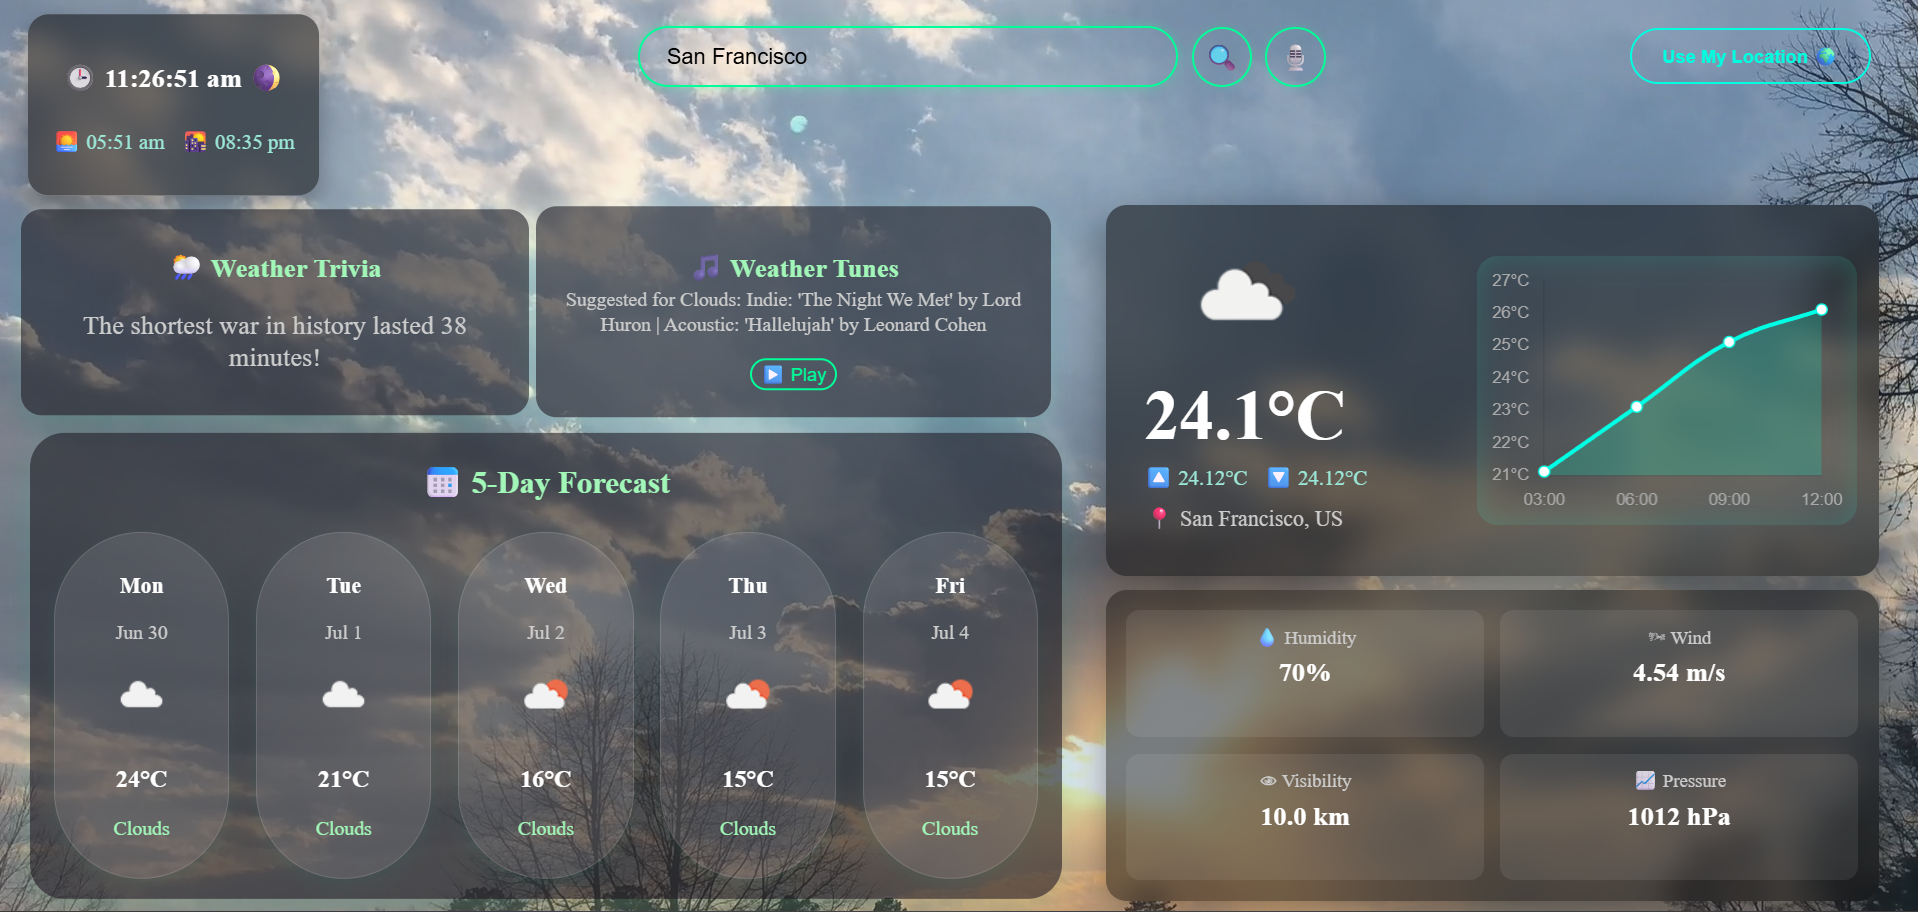 11:26:51 am
05:51 am 08:35 pm
San Francisco
Use My Location
Weather Trivia
The shortest war in history lasted 38
minutes!
Weather Tunes
Suggested for Clouds: Indie: 'The Night We Met' by Lord
Huron | Acoustic: 'Hallelujah' by Leonard Cohen
Play
5-Day Forecast
Mon
Jun 30
24°C
Clouds
Tue
Jul 1
21°C
Clouds
Wed
Jul 2
16°C
Clouds
Thu
Jul 3
15°C
Clouds
Fri
Jul 4
15°C
Clouds
24.1°C
24.12°C 24.12°C
San Francisco, US
27°C
26°C
25°C
24°C
23°C
22°C
21°C
03:00 06:00 09:00 12:00
Humidity
70%
Wind
4.54 m/s
Visibility
10.0 km
Pressure
1012 hPa